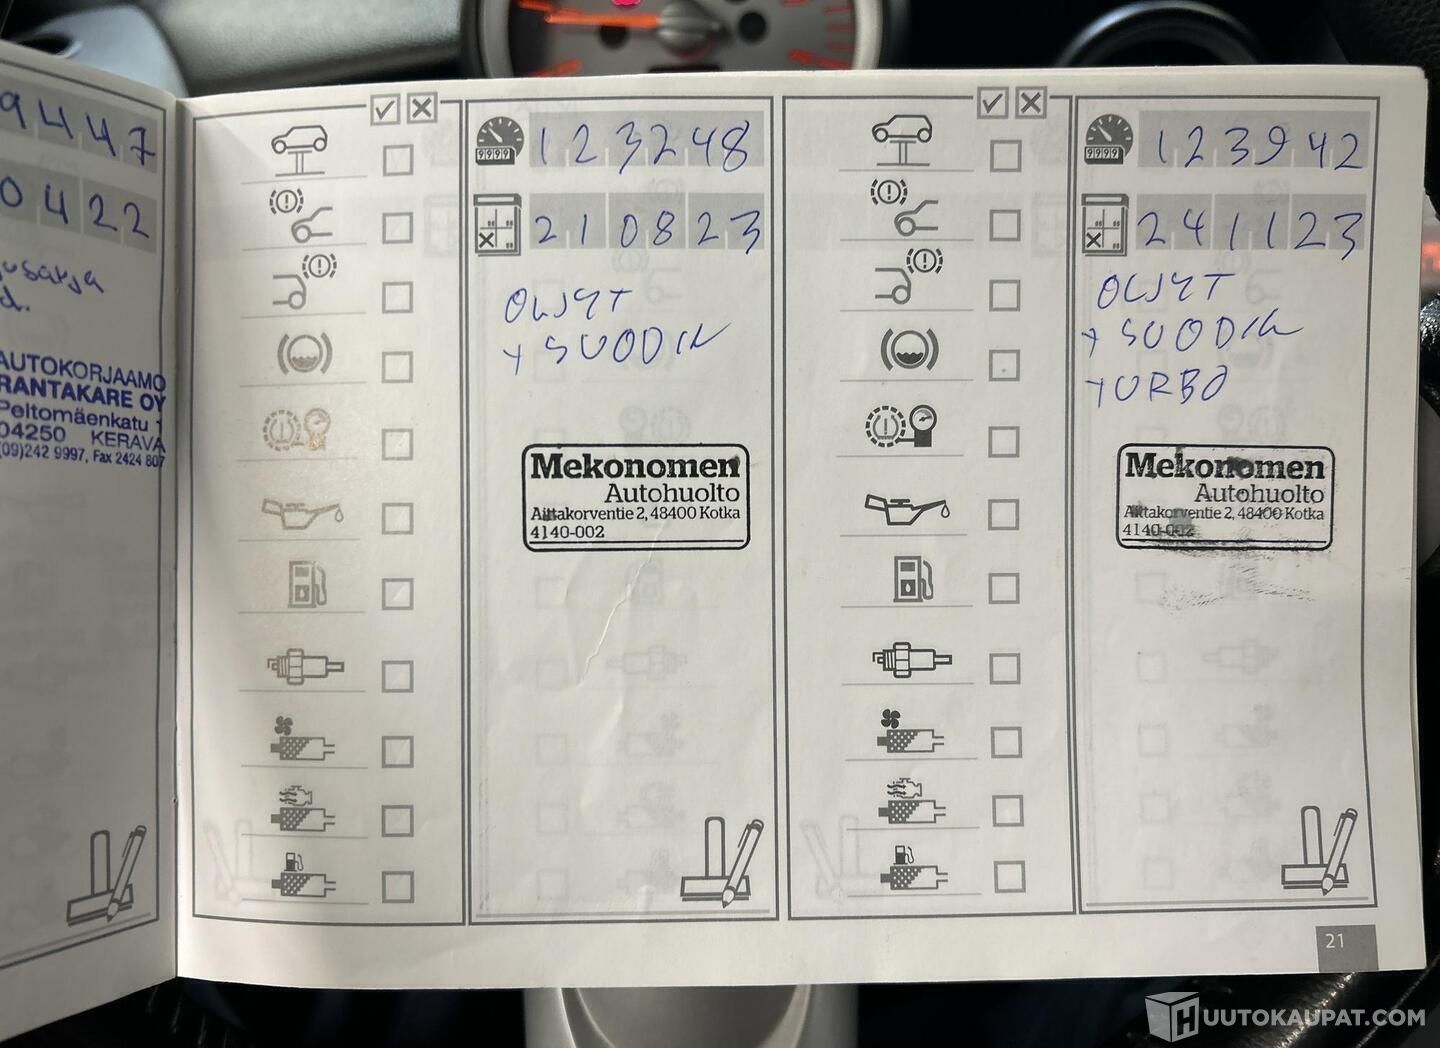 9447
0422
d.
AUTOKORJAAMO
RANTAKARE OY
Peltomäenkatu 1
04250 KERAVA
(09)242 9997, Fax 2424 807
123248
210823
ÖLJYT
+ SUODIN
Mekonomen
Autohuolto
Aittakorventie 2, 48400 Kotka
4140-002
123942
241123
ÖLJYT
+ SUODIN
TURBO
Mekonomen
Autohuolto
Aittakorventie 2, 48400 Kotka
4140-002
21
HUUTOKAUPAT.COM